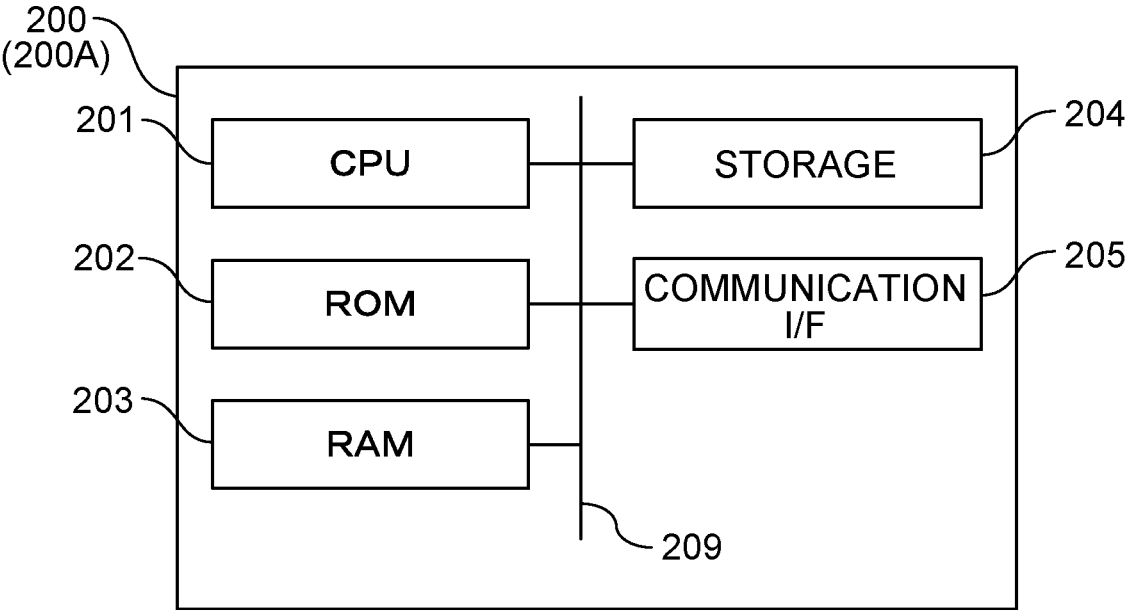 200
(200A)
201
CPU
STORAGE
204
202
ROM
COMMUNICATION
I/F
205
203
RAM
209